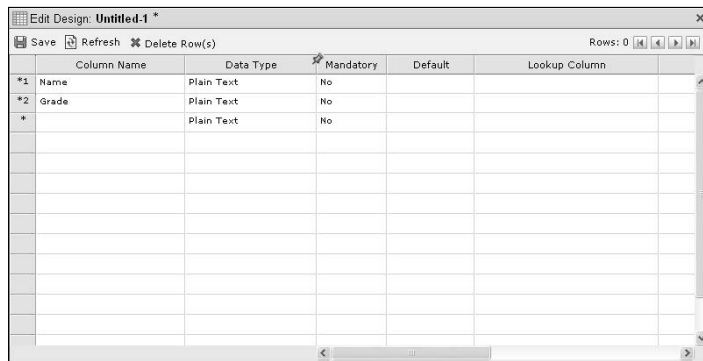 Edit Design: Untitled-1 *
Save Refresh Delete Row(s) Rows: 0
Column Name Data Type Mandatory Default Lookup Column
*1 Name Plain Text No
*2 Grade Plain Text No
* Plain Text No